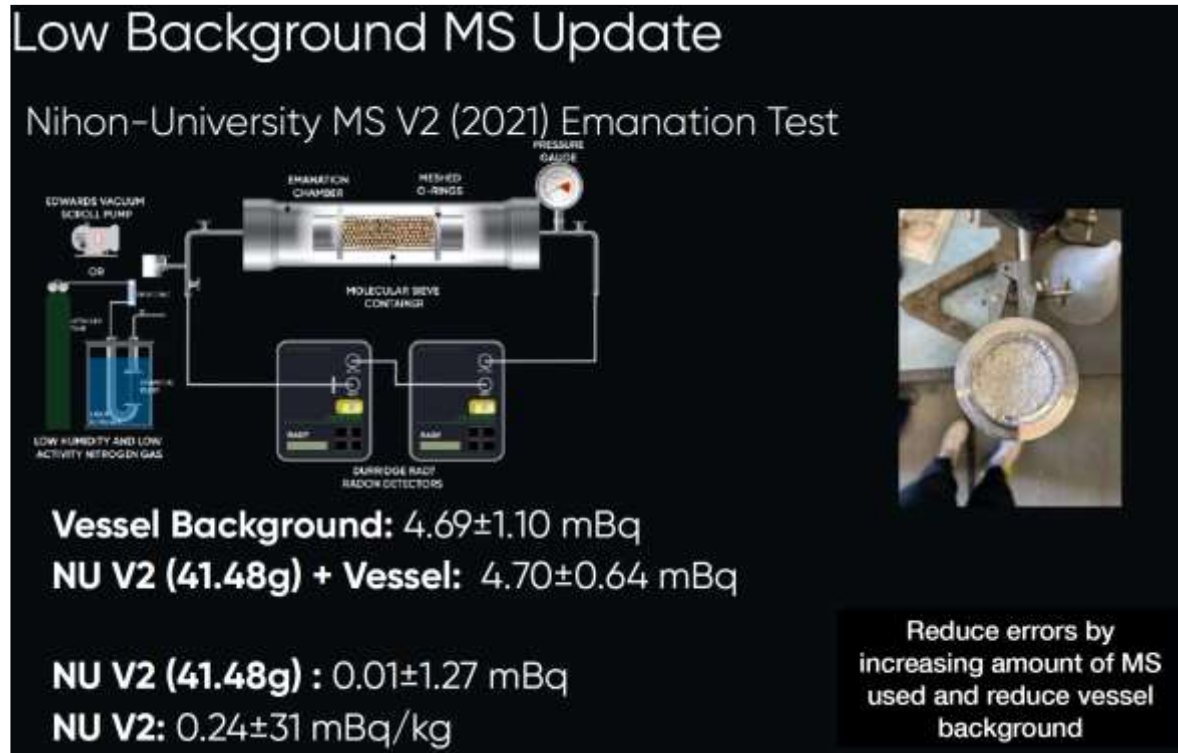 Low Background MS Update
Nihon-University MS V2 (2021) Emanation Test
PRESSURE
GAUGE
EMANATION
CHAMBER
MESHED
O-RINGS
EDWARDS VACUUM
SCROLL PUMP
OR
MOLECULAR SIEVE
CONTAINER
LOW HUMIDITY AND LOW
ACTIVITY NITROGEN GAS
RAD7
RAD7
DURRIDGE RAD7
RADON DETECTORS
Vessel Background: 4.69±1.10 mBq
NU V2 (41.48g) + Vessel: 4.70±0.64 mBq
NU V2 (41.48g) : 0.01±1.27 mBq
NU V2: 0.24±31 mBq/kg
Reduce errors by
increasing amount of MS
used and reduce vessel
background